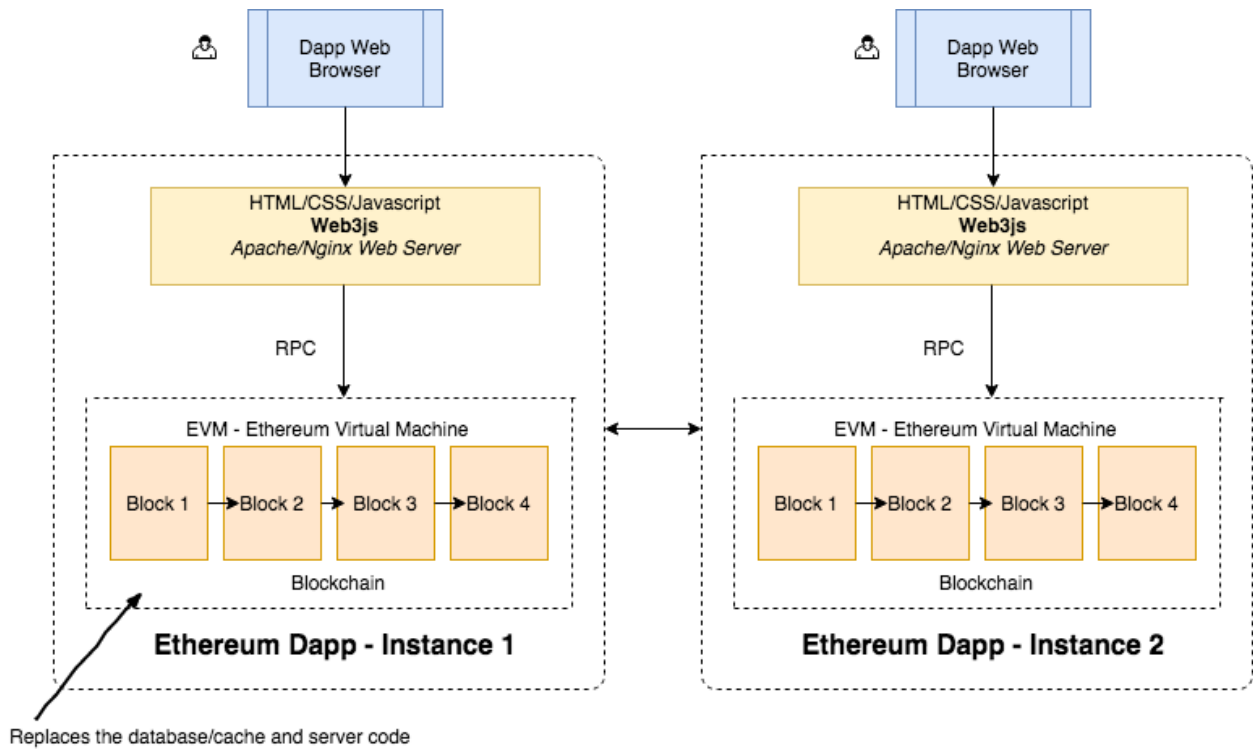 Dapp Web
Browser
HTML/CSS/Javascript
Web3js
Apache/Nginx Web Server
RPC
EVM - Ethereum Virtual Machine
Block 1
Block 2
Block 3
Block 4
Blockchain
Ethereum Dapp - Instance 1
Replaces the database/cache and server code
Dapp Web
Browser
HTML/CSS/Javascript
Web3js
Apache/Nginx Web Server
RPC
EVM - Ethereum Virtual Machine
Block 1
Block 2
Block 3
Block 4
Blockchain
Ethereum Dapp - Instance 2